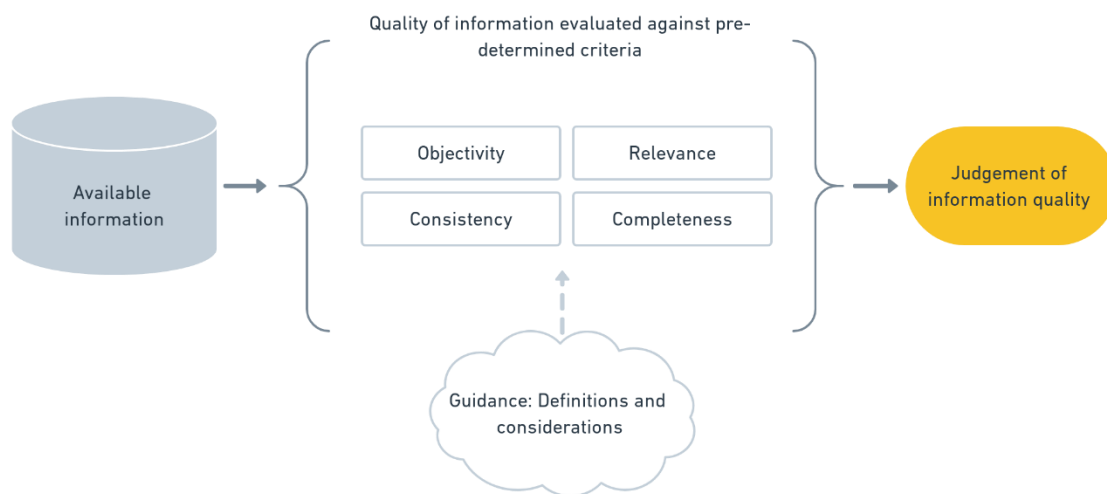 Quality of information evaluated against pre-
determined criteria
Available
information
Objectivity
Relevance
Consistency
Completeness
Judgement of
information quality
Guidance: Definitions and
considerations